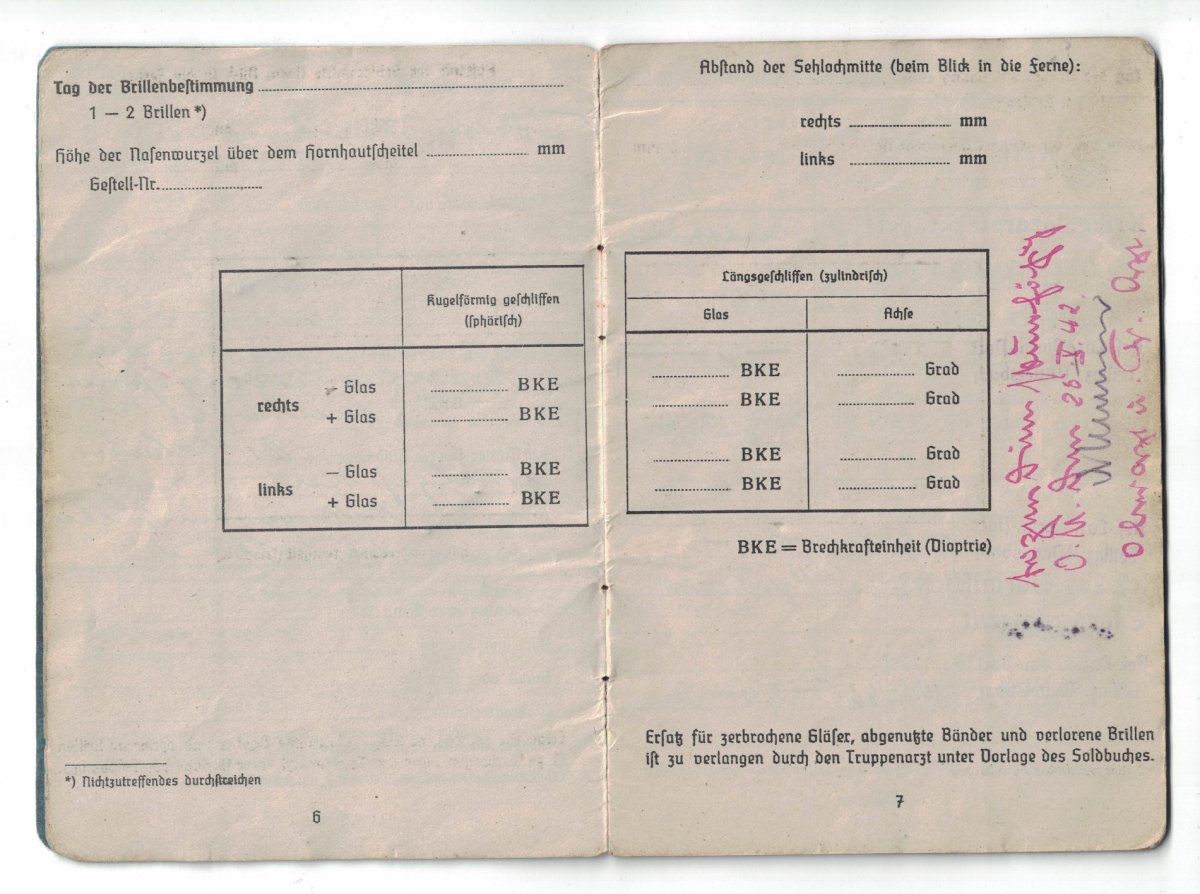 Tag der Brillenbestimmung
1 — 2 Brillen *)
Höhe der Nasenwurzel über dem Hornhautscheitel mm
Gestell-Nr.
Kugelförmig geschliffen
(sphärisch)
rechts
— Glas BKE
+ Glas BKE
links
— Glas BKE
+ Glas BKE
*) Nichtzutreffendes durchstreichen
6
Abstand der Sehlochmitte (beim Blick in die Ferne):
rechts mm
links mm
Längsgeschliffen (zylindrisch)
Glas Achse
BKE Grad
BKE Grad
BKE Grad
BKE Grad
BKE = Brechkrafteinheit (Dioptrie)
O.U. den 26 I 42.
Ersatz für zerbrochene Gläser, abgenutzte Bänder und verlorene Brillen
ist zu verlangen durch den Truppenarzt unter Vorlage des Soldbuches.
7